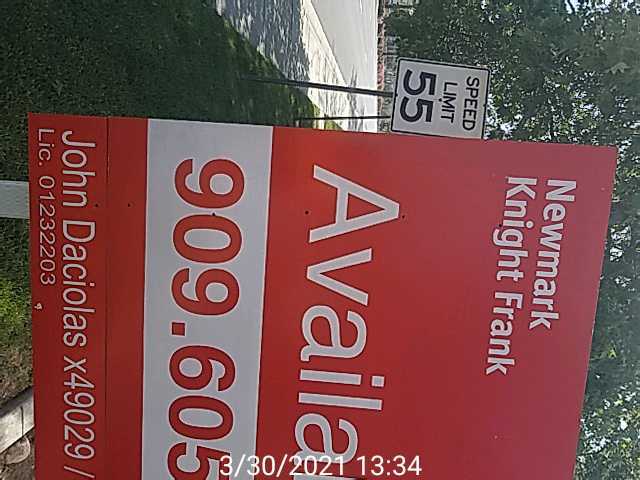 SPEED
LIMIT
55
Newmark
Knight Frank
Availa
909.605
John Daciolas x49029 /
Lic. 01232203
3/30/2021 13:34